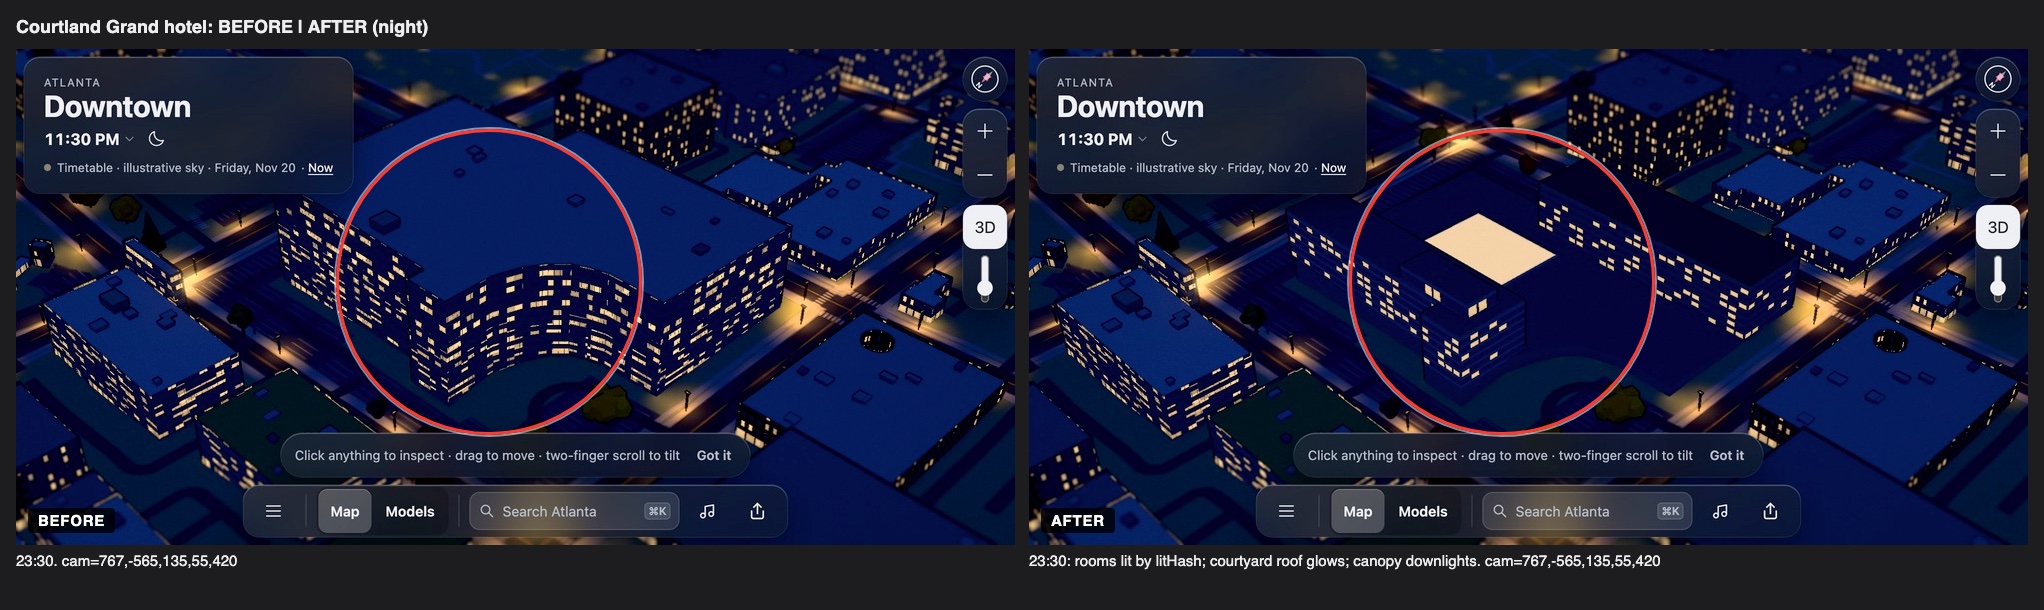 Courtland Grand hotel: BEFORE | AFTER (night)
ATLANTA
Downtown
11:30 PM
Timetable · illustrative sky · Friday, Nov 20 · Now
N
3D
Click anything to inspect · drag to move · two-finger scroll to tilt Got it
Map Models Search Atlanta ⌘K
BEFORE
23:30. cam=767,-565,135,55,420
ATLANTA
Downtown
11:30 PM
Timetable · illustrative sky · Friday, Nov 20 · Now
N
3D
Click anything to inspect · drag to move · two-finger scroll to tilt Got it
Map Models Search Atlanta ⌘K
AFTER
23:30: rooms lit by litHash; courtyard roof glows; canopy downlights. cam=767,-565,135,55,420